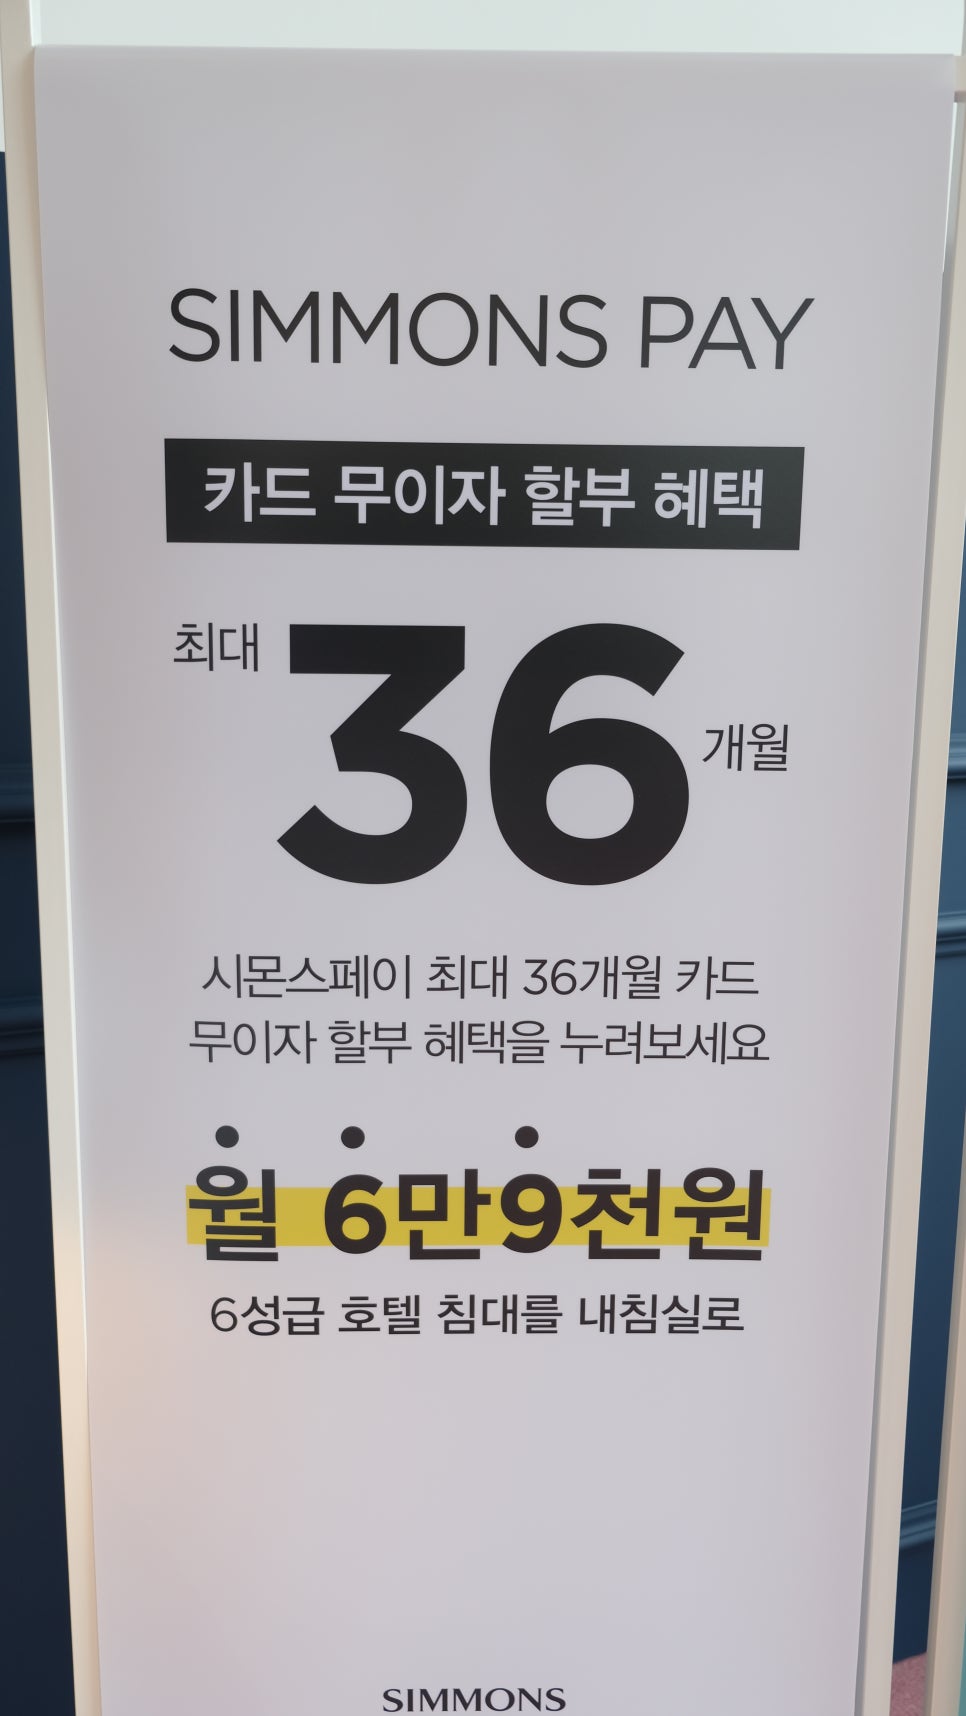 SIMMONS PAY
카드 무이자 할부 혜택
최대 36 개월
시몬스페이 최대 36개월 카드
무이자 할부 혜택을 누려보세요
월 6만9천원
6성급 호텔 침대를 내침실로
SIMMONS